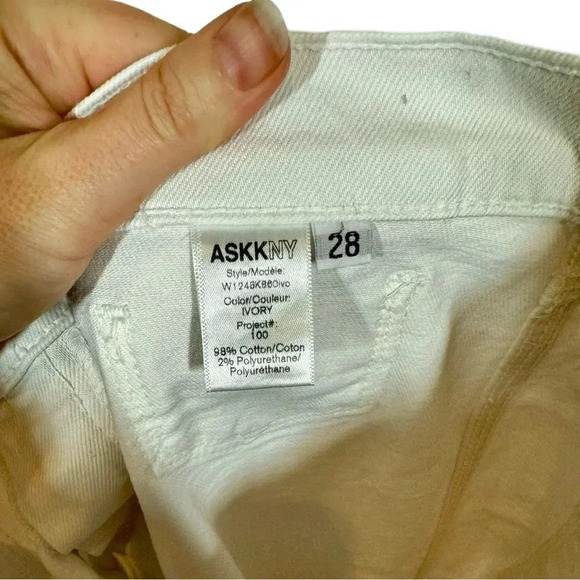 ASKKNY
28
Style/Modèle:
W1248K860ivo
Color/Couleur:
IVORY
Project#:
100
98% Cotton/Coton
2% Polyurethane/
Polyuréthane